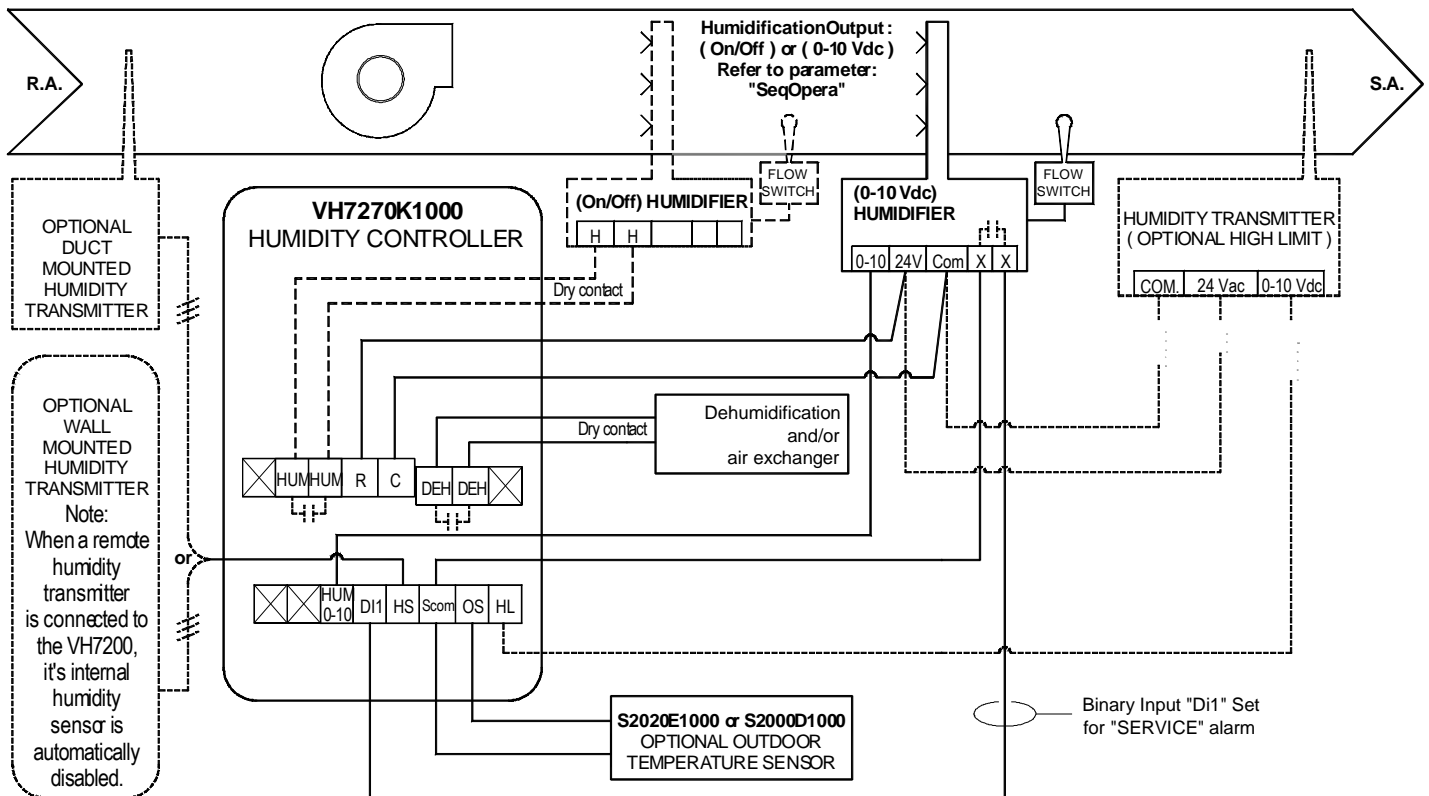 R.A.
HumidificationOutput :
( On/Off ) or ( 0-10 Vdc )
Refer to parameter:
"SeqOpera"
S.A.
OPTIONAL
DUCT
MOUNTED
HUMIDITY
TRANSMITTER
VH7270K1000
HUMIDITY CONTROLLER
FLOW
SWITCH
(On/Off) HUMIDIFIER
H H
Dry contact
(0-10 Vdc)
HUMIDIFIER
0-10 24V Com X X
FLOW
SWITCH
HUMIDITY TRANSMITTER
( OPTIONAL HIGH LIMIT )
COM. 24 Vac 0-10 Vdc
OPTIONAL
WALL
MOUNTED
HUMIDITY
TRANSMITTER
Note:
When a remote
humidity
transmitter
is connected to
the VH7200,
it's internal
humidity
sensor is
automatically
disabled.
or
Dry contact
Dehumidification
and/or
air exchanger
HUM HUM R C DEH DEH
HUM
0-10 DI1 HS Scom OS HL
S2020E1000 or S2000D1000
OPTIONAL OUTDOOR
TEMPERATURE SENSOR
Binary Input "Di1" Set
for "SERVICE" alarm